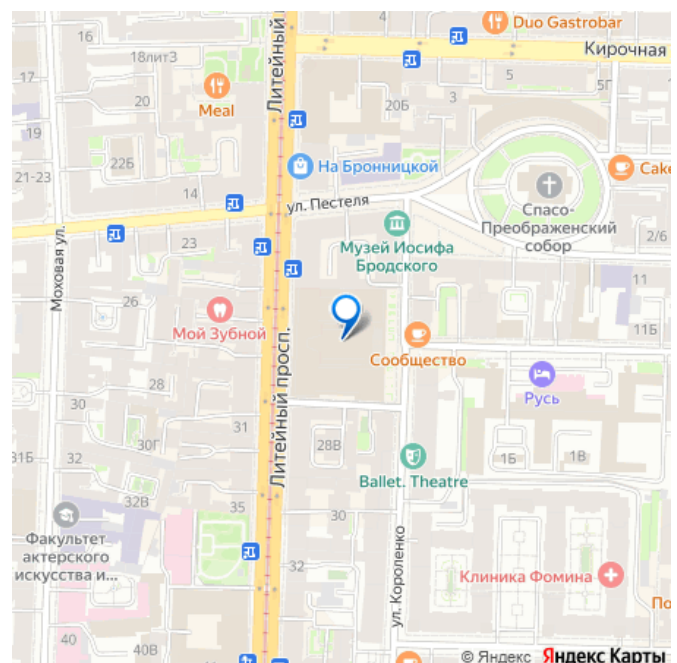 Duo Gastrobar
16
18лит3
Литейный
Кирочная
17
5
5Г
20
20Б
3
Meal
19
На Бронницкой
Cake
22Б
21-23
14
ул. Пестеля
Спасо-
Преображенский
собор
2/6
Моховая ул.
23
Музей Иосифа
Бродского
11
26
11Б
Мой Зубной
Литейный просп.
Сообщество
28
Русь
30
31
30Г
28В
31Б
32
1Б
1В
Ballet. Theatre
32В
35
30
Факультет
актерского
искусства и...
ул. Короленко
32
Клиника Фомина
По
40
40В
© Яндекс Яндекс Карты